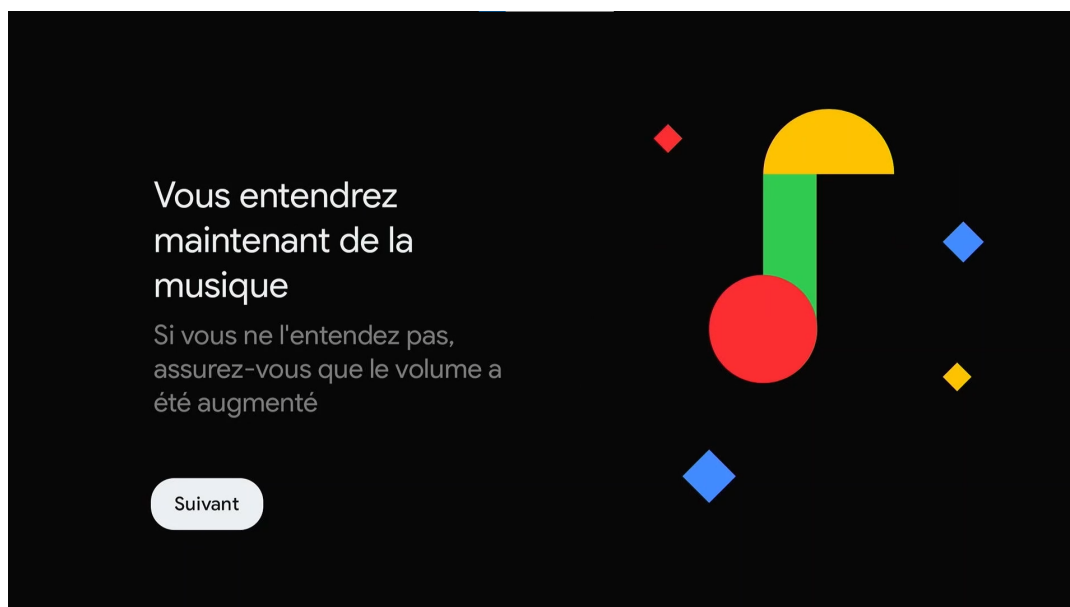 Vous entendrez
maintenant de la
musique
Si vous ne l'entendez pas,
assurez-vous que le volume a
été augmenté
Suivant